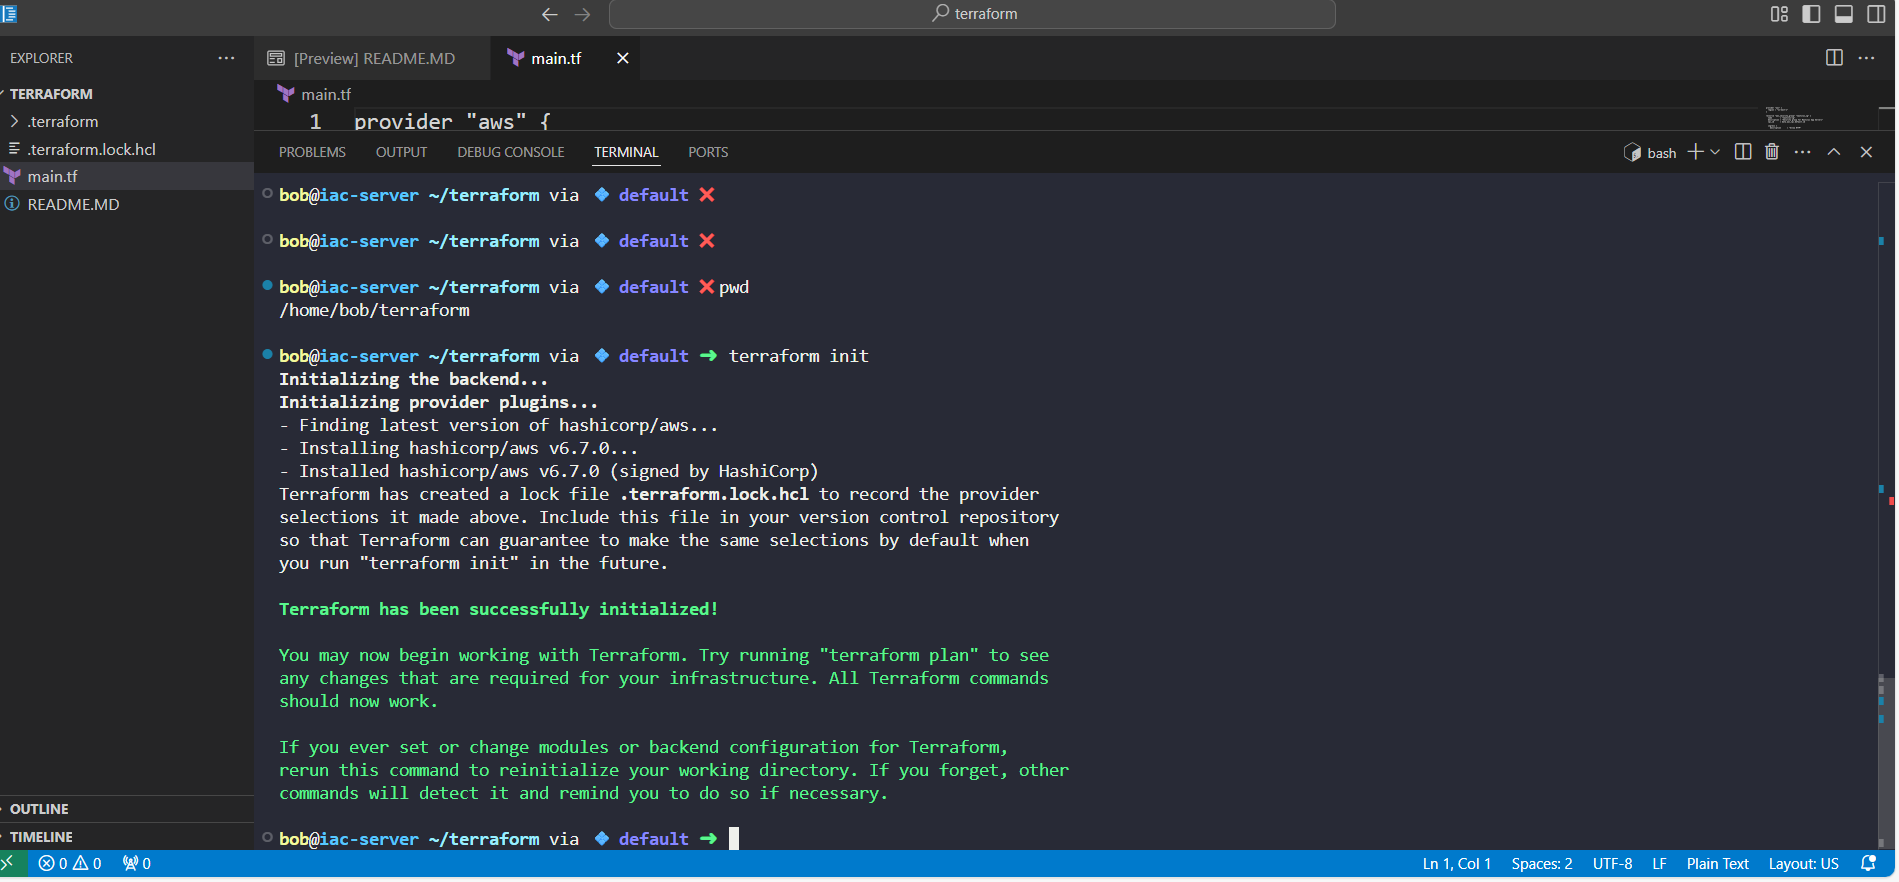 terraform
EXPLORER
[Preview] README.MD
main.tf
TERRAFORM
.terraform
.terraform.lock.hcl
main.tf
README.MD
OUTLINE
TIMELINE
main.tf
1 provider "aws" {
PROBLEMS OUTPUT DEBUG CONSOLE TERMINAL PORTS
bash
bob@iac-server ~/terraform via default
bob@iac-server ~/terraform via default
bob@iac-server ~/terraform via default pwd
/home/bob/terraform
bob@iac-server ~/terraform via default ➜ terraform init
Initializing the backend...
Initializing provider plugins...
- Finding latest version of hashicorp/aws...
- Installing hashicorp/aws v6.7.0...
- Installed hashicorp/aws v6.7.0 (signed by HashiCorp)
Terraform has created a lock file .terraform.lock.hcl to record the provider
selections it made above. Include this file in your version control repository
so that Terraform can guarantee to make the same selections by default when
you run "terraform init" in the future.
Terraform has been successfully initialized!
You may now begin working with Terraform. Try running "terraform plan" to see
any changes that are required for your infrastructure. All Terraform commands
should now work.
If you ever set or change modules or backend configuration for Terraform,
rerun this command to reinitialize your working directory. If you forget, other
commands will detect it and remind you to do so if necessary.
bob@iac-server ~/terraform via default ➜
0 0 0
Ln 1, Col 1 Spaces: 2 UTF-8 LF Plain Text Layout: US